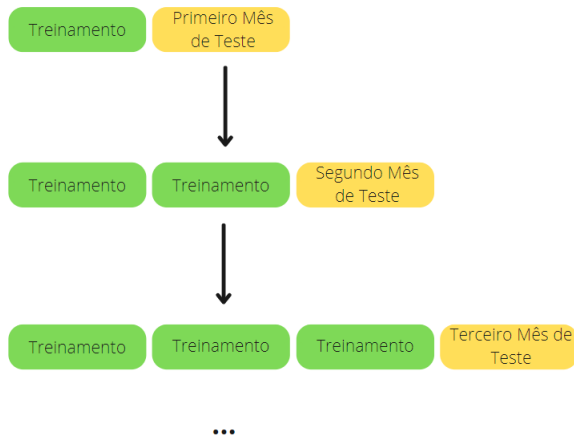 Treinamento
Primeiro Mês
de Teste
Treinamento
Treinamento
Segundo Mês
de Teste
Treinamento
Treinamento
Treinamento
Terceiro Mês de
Teste
...